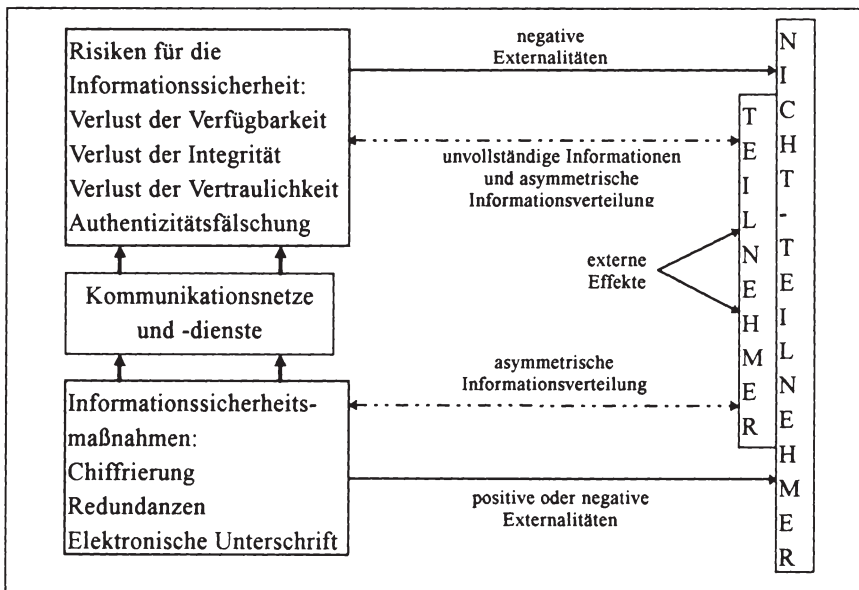 Risiken für die
Informationssicherheit:
Verlust der Verfügbarkeit
Verlust der Integrität
Verlust der Vertraulichkeit
Authentizitätsfälschung
Kommunikationsnetze
und -dienste
Informationssicherheits-
maßnahmen:
Chiffrierung
Redundanzen
Elektronische Unterschrift
negative
Externalitäten
unvollständige Informationen
und asymmetrische
Informationsverteilung
externe
Effekte
asymmetrische
Informationsverteilung
positive oder negative
Externalitäten
TEILNEHMER
NICHT-TEILNEHMER